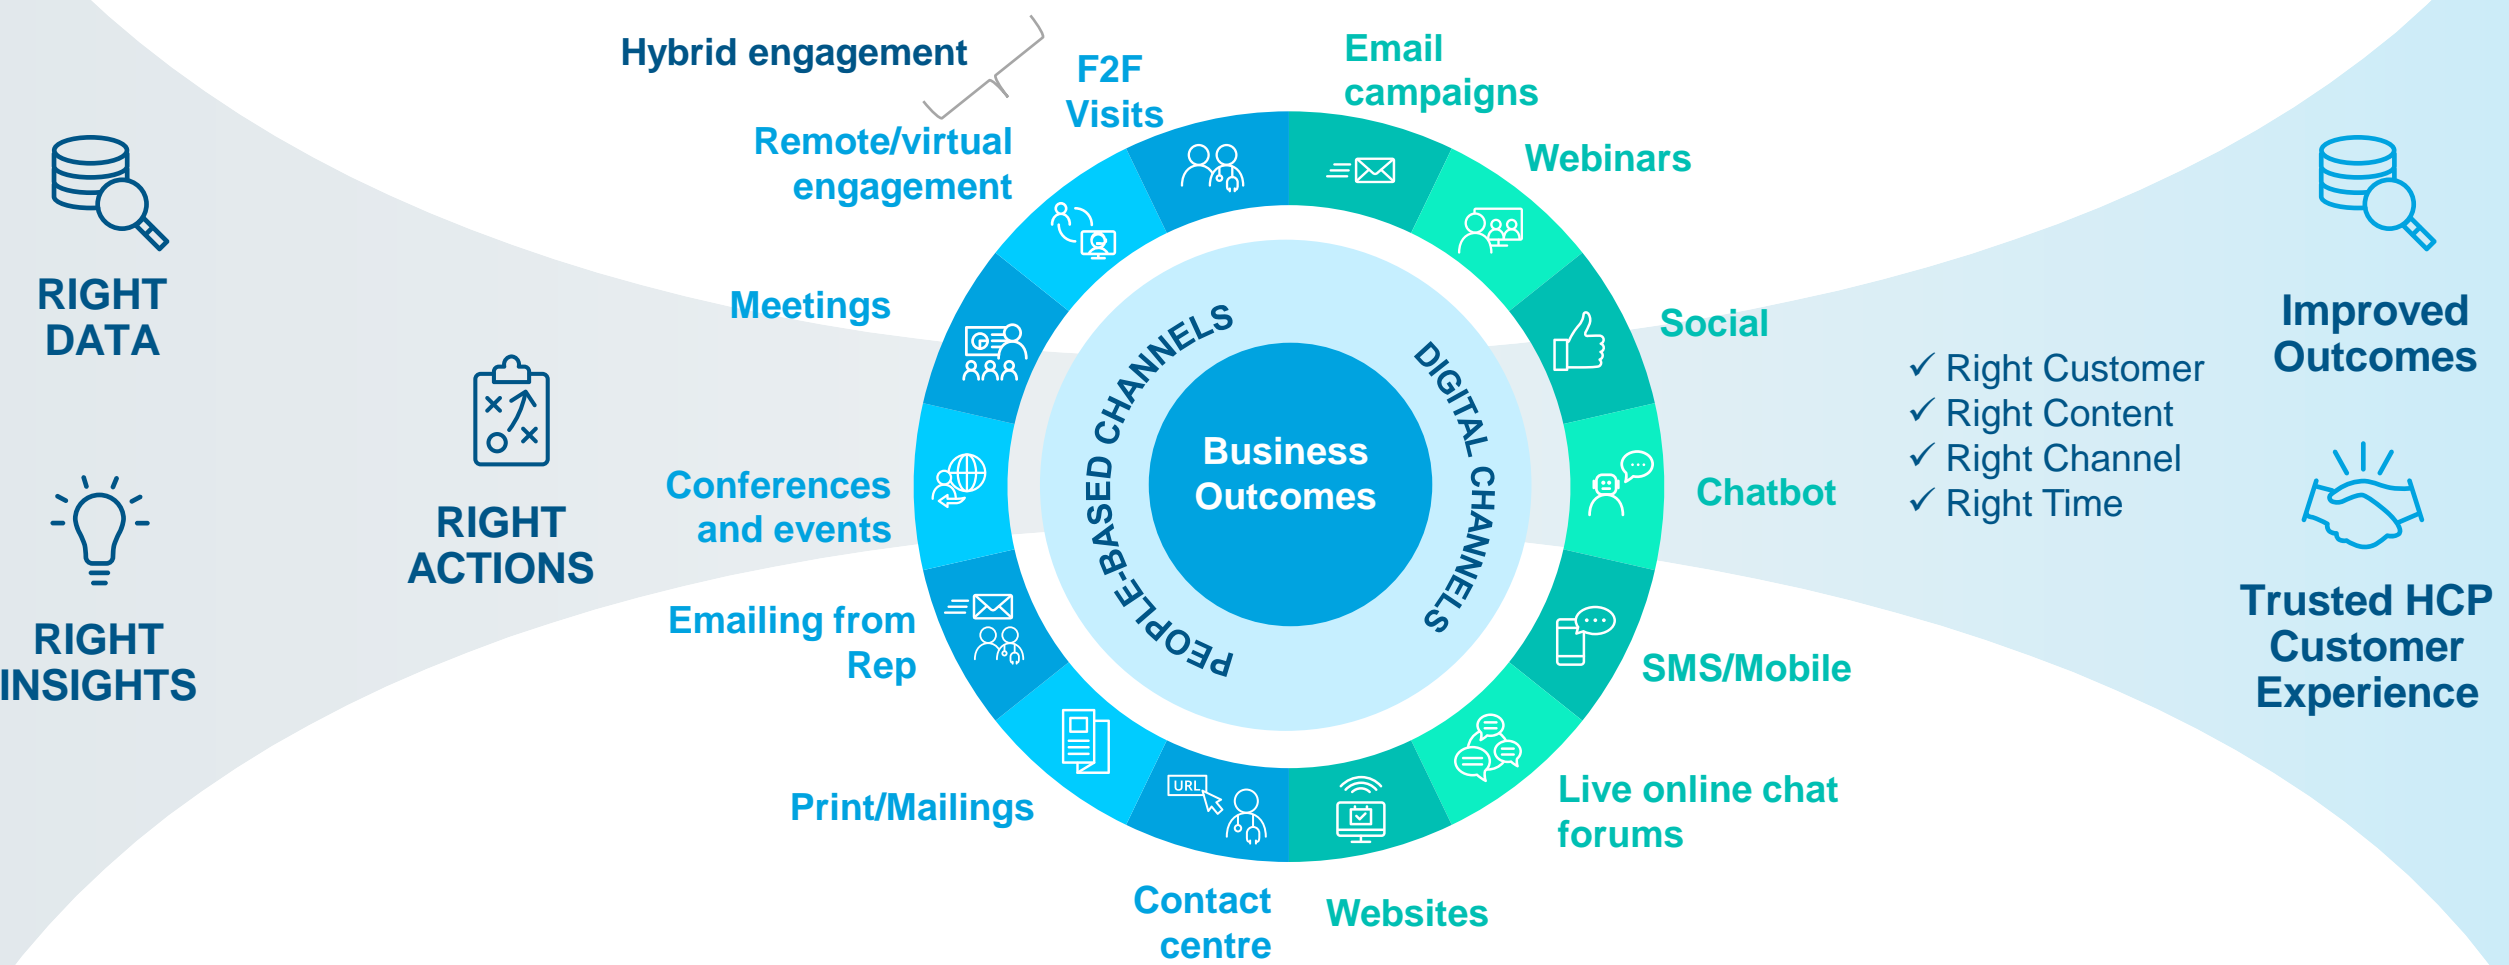 RIGHT
DATA
RIGHT
INSIGHTS
RIGHT
ACTIONS
Hybrid engagement
F2F
Visits
Remote/virtual
engagement
Meetings
Conferences
and events
Emailing from
Rep
Print/Mailings
Contact
centre
URL
PEOPLE-BASED CHANNELS
Business
Outcomes
DIGITAL CHANNELS
Email
campaigns
Webinars
Social
Chatbot
SMS/Mobile
Live online chat
forums
Websites
✓ Right Customer
✓ Right Content
✓ Right Channel
✓ Right Time
Improved
Outcomes
Trusted HCP
Customer
Experience